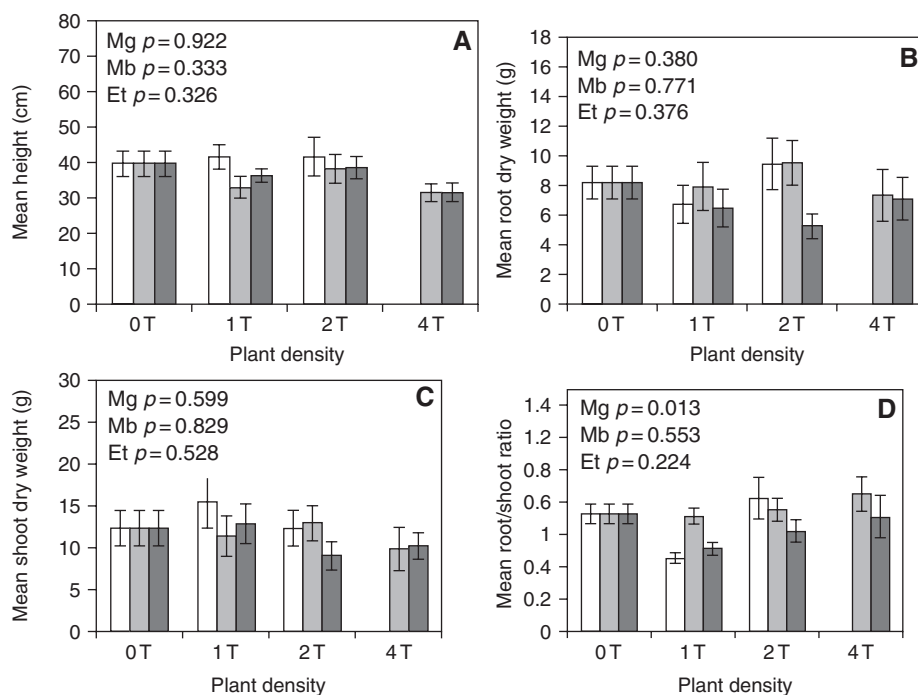 80
70
60
50
40
30
20
10
0
Mean height (cm)
Mg p=0.922
Mb p=0.333
Et p=0.326
A
0 T 1 T 2 T 4 T
Plant density
18
16
14
12
10
8
6
4
2
0
Mean root dry weight (g)
Mg p=0.380
Mb p=0.771
Et p=0.376
B
0 T 1 T 2 T 4 T
Plant density
30
25
20
15
10
5
0
Mean shoot dry weight (g)
Mg p=0.599
Mb p=0.829
Et p=0.528
C
0 T 1 T 2 T 4 T
Plant density
1.4
1.2
0.8
0.6
1
0.4
0.2
0
Mean root/shoot ratio
Mg p=0.013
Mb p=0.553
Et p=0.224
D
0 T 1 T 2 T 4 T
Plant density